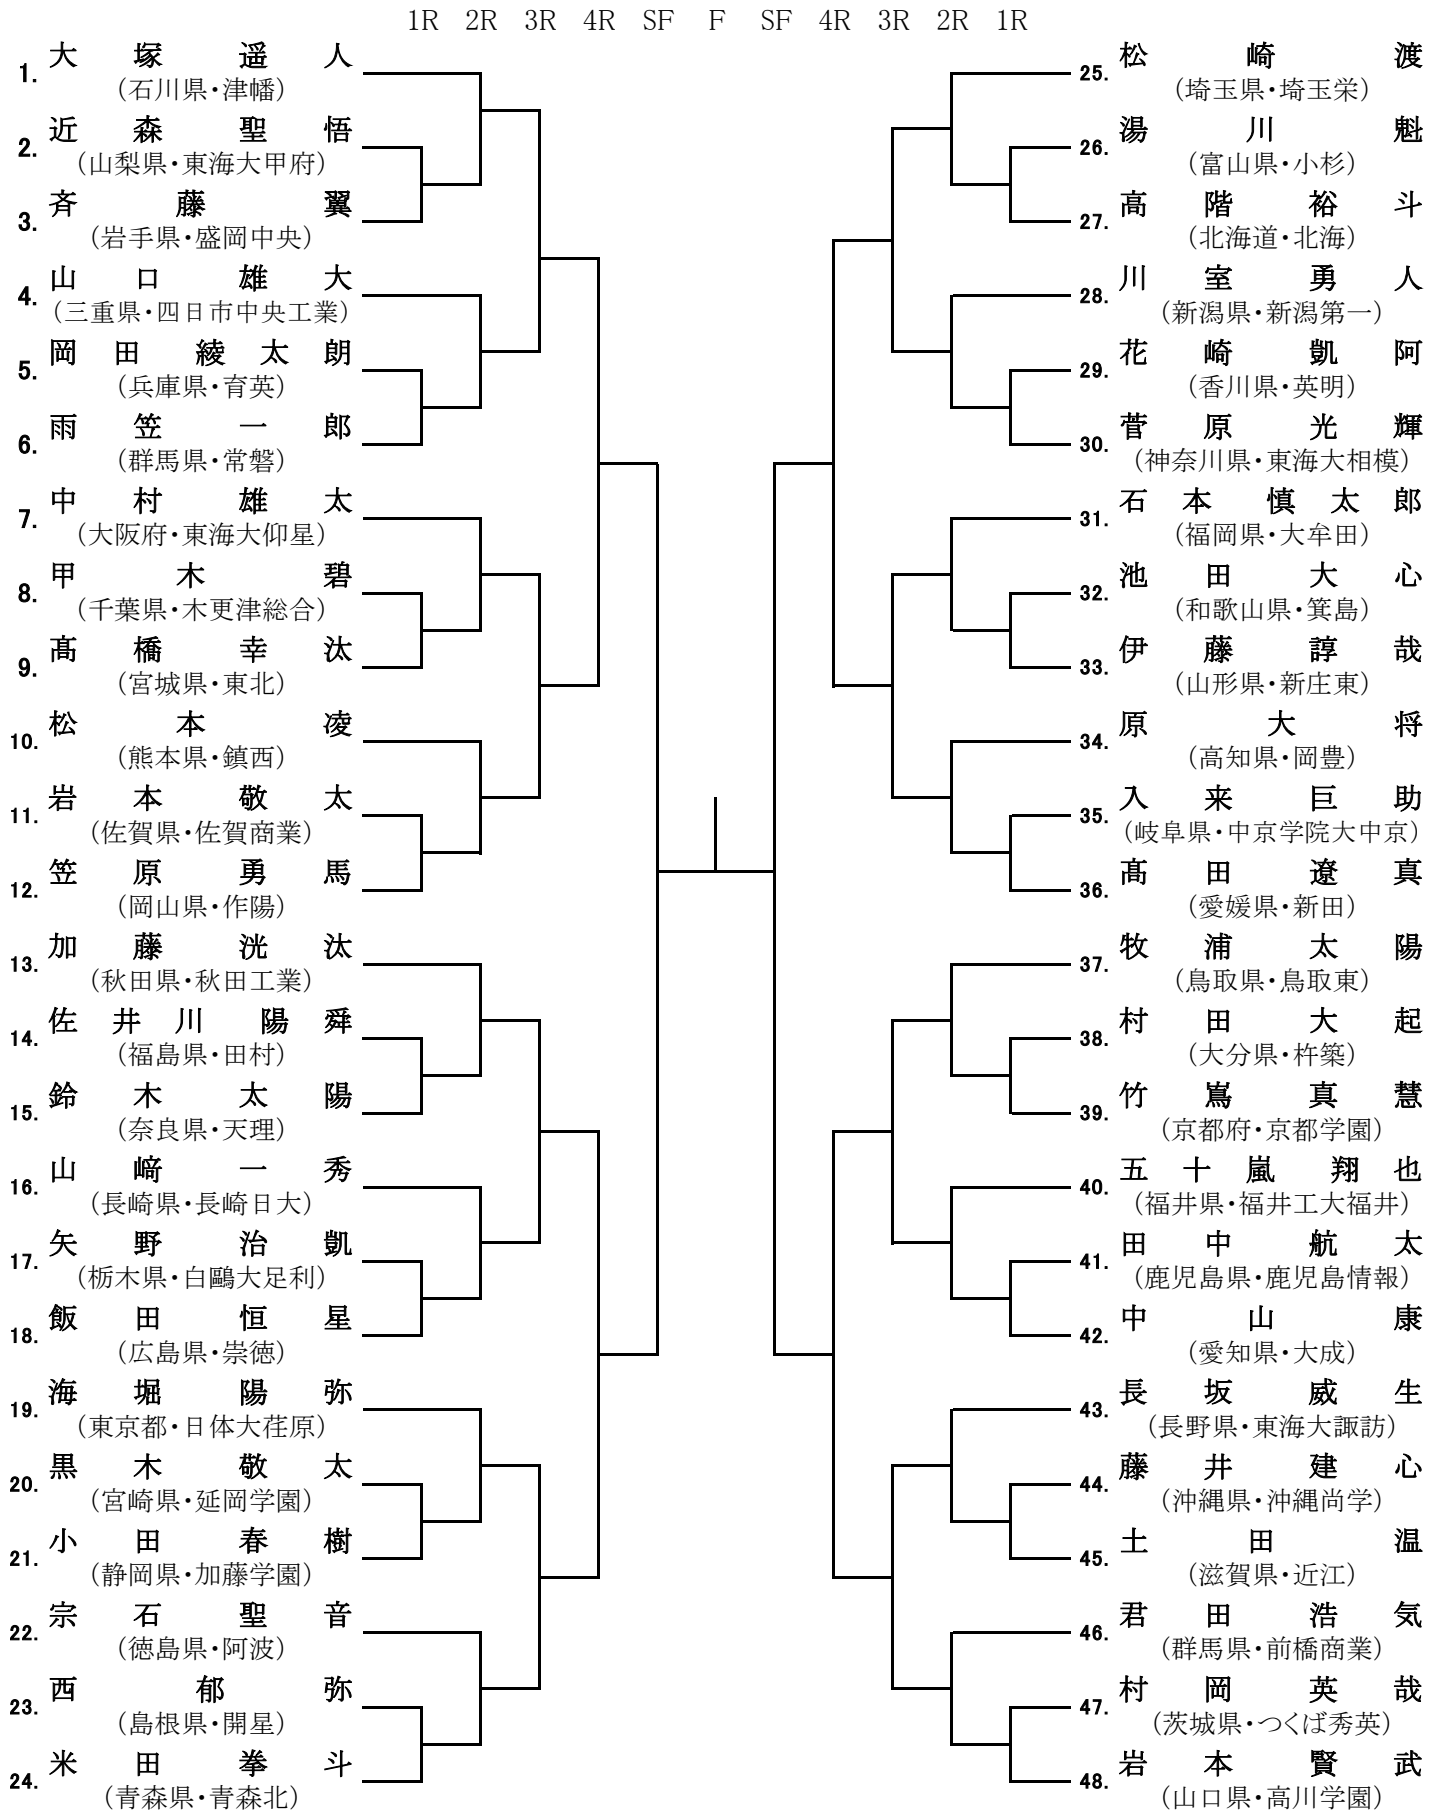 1R 2R 3R 4R SF F SF 4R 3R 2R 1R
1. 大塚遥人
（石川県・津幡）
2. 近森聖悟
（山梨県・東海大甲府）
3. 斉藤翼
（岩手県・盛岡中央）
4. 山口雄大
（三重県・四日市中央工業）
5. 岡田綾太朗
（兵庫県・育英）
6. 雨笠一郎
（群馬県・常磐）
7. 中村雄太
（大阪府・東海大仰星）
8. 甲木碧
（千葉県・木更津総合）
9. 髙橋幸汰
（宮城県・東北）
10. 松本凌
（熊本県・鎮西）
11. 岩本敬太
（佐賀県・佐賀商業）
12. 笠原勇馬
（岡山県・作陽）
13. 加藤洸汰
（秋田県・秋田工業）
14. 佐井川陽舜
（福島県・田村）
15. 鈴木太陽
（奈良県・天理）
16. 山﨑一秀
（長崎県・長崎日大）
17. 矢野治凱
（栃木県・白鷗大足利）
18. 飯田恒星
（広島県・崇徳）
19. 海堀陽弥
（東京都・日体大荏原）
20. 黒木敬太
（宮崎県・延岡学園）
21. 小田春樹
（静岡県・加藤学園）
22. 宗石聖音
（徳島県・阿波）
23. 西郁弥
（島根県・開星）
24. 米田拳斗
（青森県・青森北）
25. 松崎渡
（埼玉県・埼玉栄）
26. 湯川魁
（富山県・小杉）
27. 高階裕斗
（北海道・北海）
28. 川室勇人
（新潟県・新潟第一）
29. 花崎凱阿
（香川県・英明）
30. 菅原光輝
（神奈川県・東海大相模）
31. 石本慎太郎
（福岡県・大牟田）
32. 池田大心
（和歌山県・箕島）
33. 伊藤諄哉
（山形県・新庄東）
34. 原大将
（高知県・岡豊）
35. 入来巨助
（岐阜県・中京学院大中京）
36. 髙田遼真
（愛媛県・新田）
37. 牧浦太陽
（鳥取県・鳥取東）
38. 村田大起
（大分県・杵築）
39. 竹嶌真慧
（京都府・京都学園）
40. 五十嵐翔也
（福井県・福井工大福井）
41. 田中航太
（鹿児島県・鹿児島情報）
42. 中山康
（愛知県・大成）
43. 長坂威生
（長野県・東海大諏訪）
44. 藤井建心
（沖縄県・沖縄尚学）
45. 土田温
（滋賀県・近江）
46. 君田浩気
（群馬県・前橋商業）
47. 村岡英哉
（茨城県・つくば秀英）
48. 岩本賢武
（山口県・高川学園）